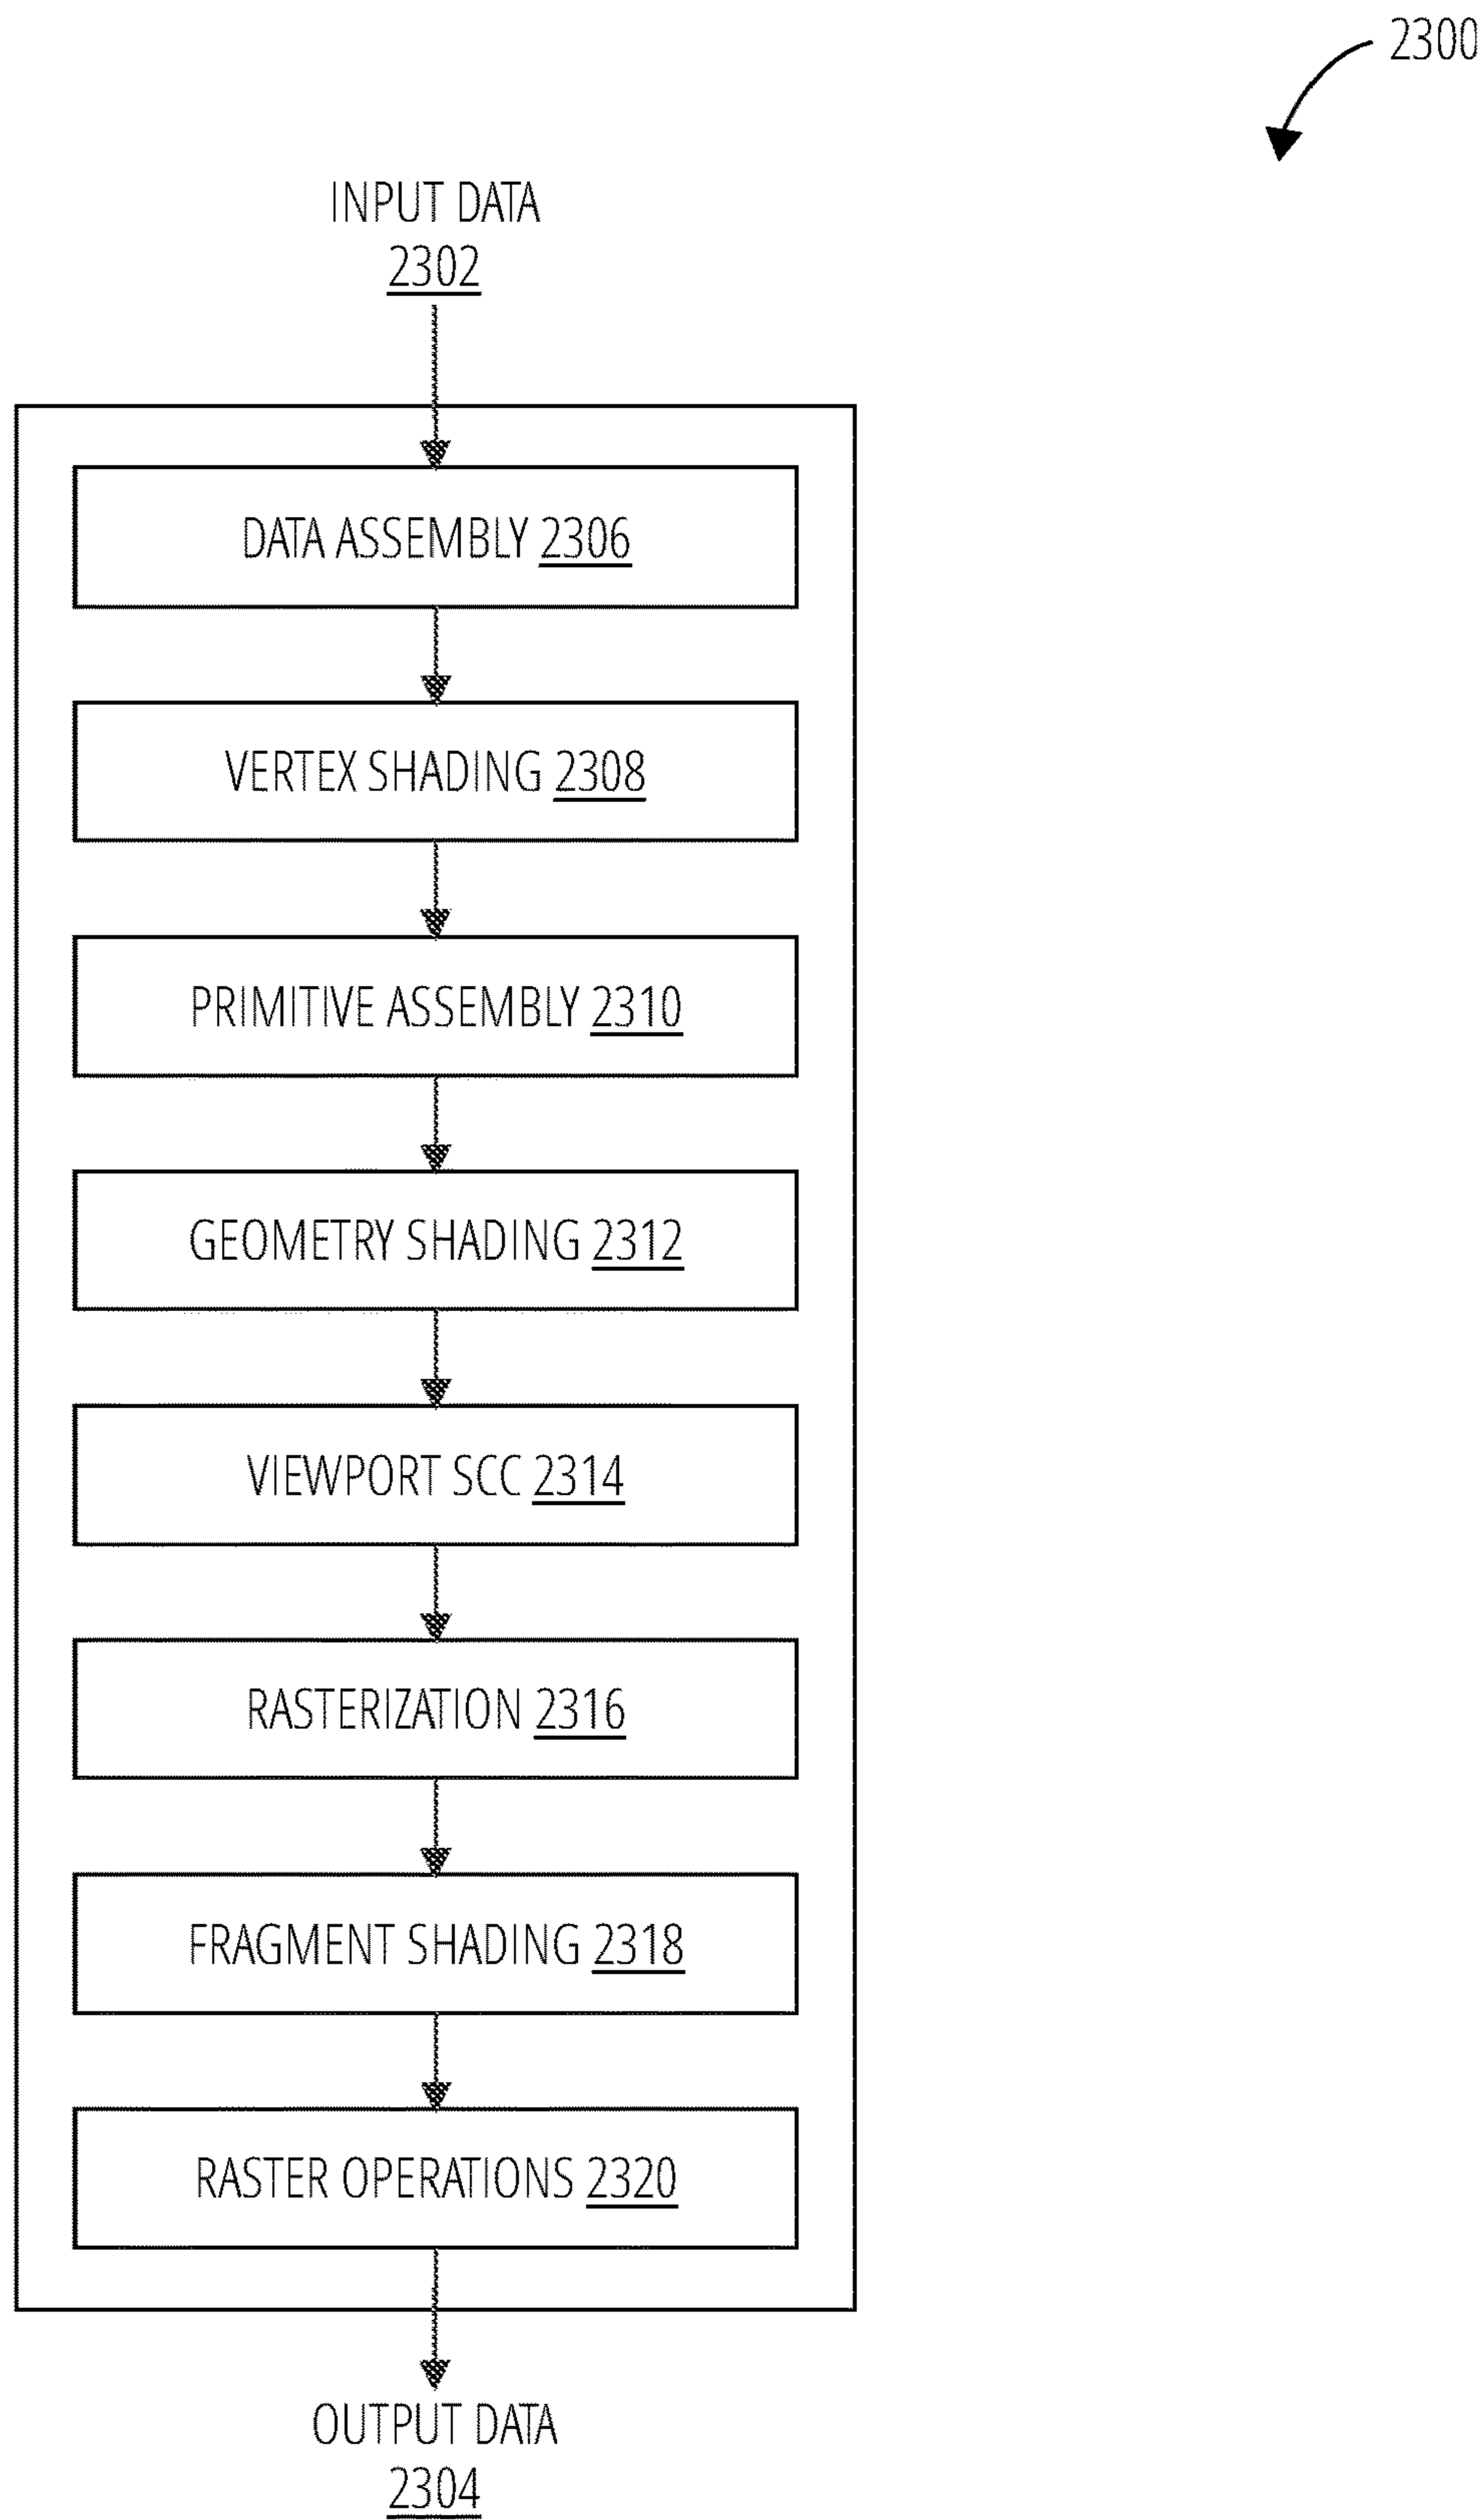 2300
INPUT DATA
2302
DATA ASSEMBLY 2306
VERTEX SHADING 2308
PRIMITIVE ASSEMBLY 2310
GEOMETRY SHADING 2312
VIEWPORT SCC 2314
RASTERIZATION 2316
FRAGMENT SHADING 2318
RASTER OPERATIONS 2320
OUTPUT DATA
2304